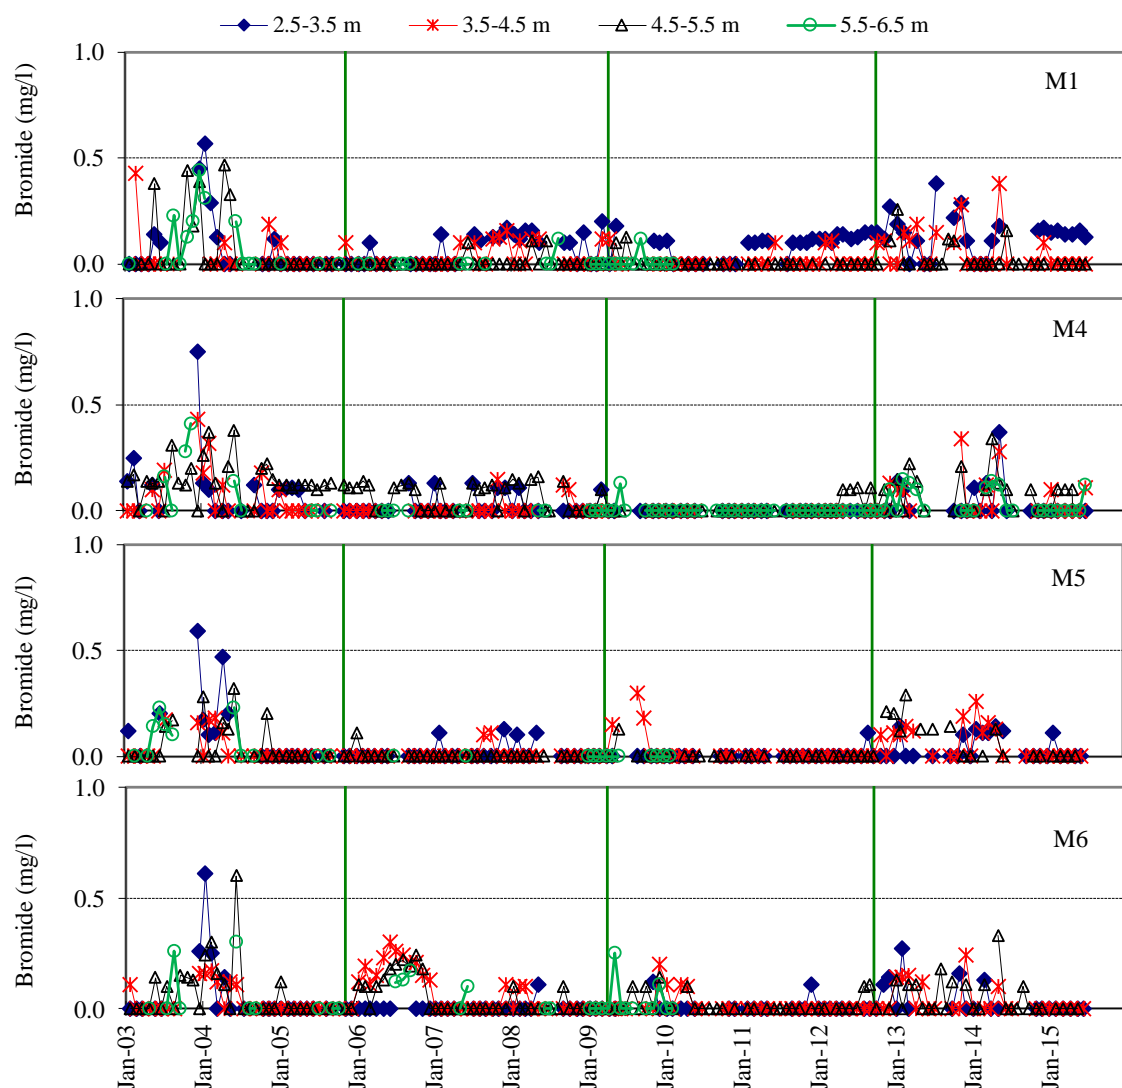 2.5-3.5 m 3.5-4.5 m 4.5-5.5 m 5.5-6.5 m
1.0
M1
Bromide (mg/l)
0.5
0.0
1.0
M4
Bromide (mg/l)
0.5
0.0
1.0
M5
Bromide (mg/l)
0.5
0.0
1.0
M6
Bromide (mg/l)
0.5
0.0
Jan-03 Jan-04 Jan-05 Jan-06 Jan-07 Jan-08 Jan-09 Jan-10 Jan-11 Jan-12 Jan-13 Jan-14 Jan-15